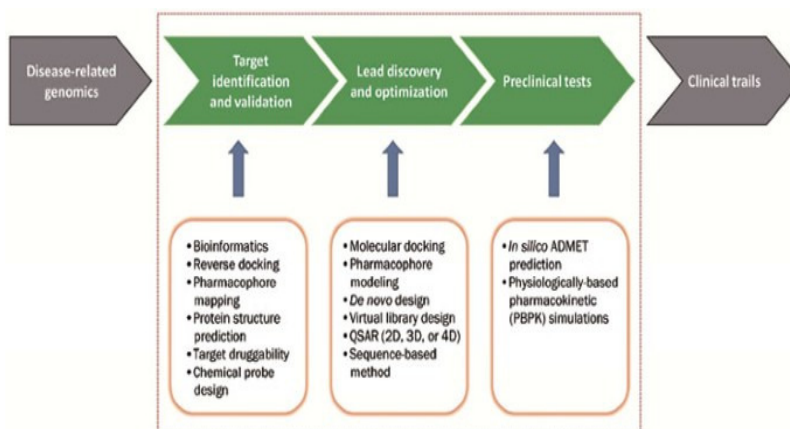 Disease-related
genomics
Target
identification
and validation
Lead discovery
and optimization
Preclinical tests
Clinical trails
•Bioinformatics
•Reverse docking
•Pharmacophore
mapping
•Protein structure
prediction
•Target druggability
•Chemical probe
design
•Molecular docking
•Pharmacophore
modeling
•De novo design
•Virtual library design
•QSAR (2D, 3D, or 4D)
•Sequence-based
method
•In silico ADMET
prediction
•Physiologically-based
pharmacokinetic
(PBPK) simulations